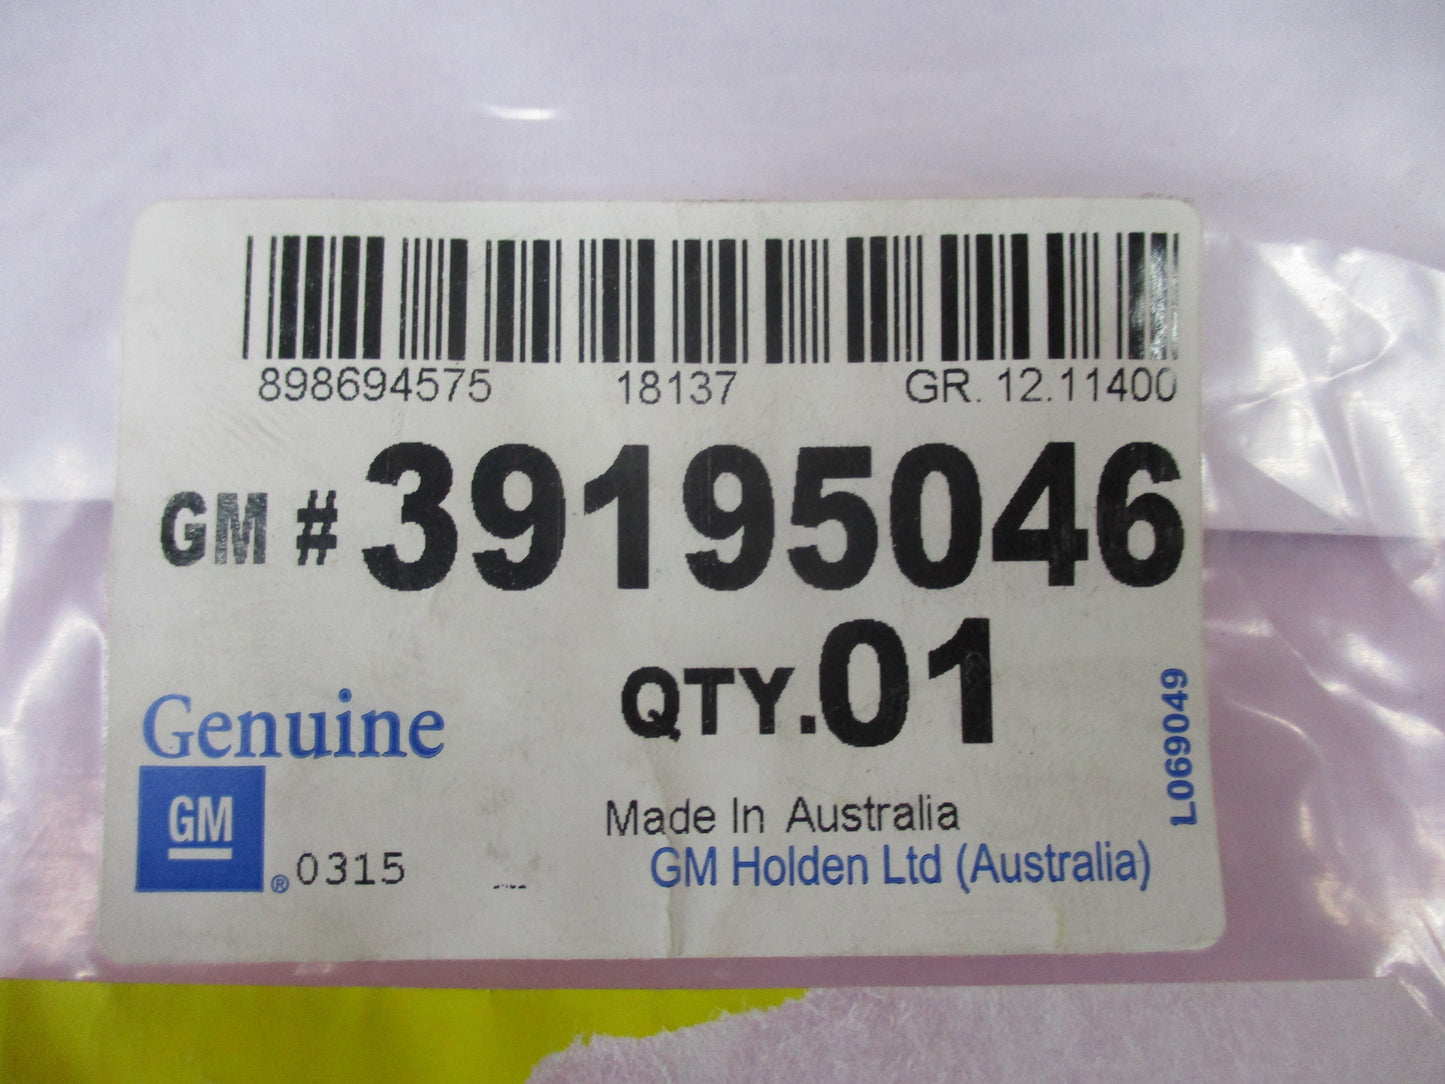 898694575 18137 GR. 12.11400
GM # 39195046
QTY.01
Genuine
GM
® 0315
Made In Australia
GM Holden Ltd (Australia)
L069049